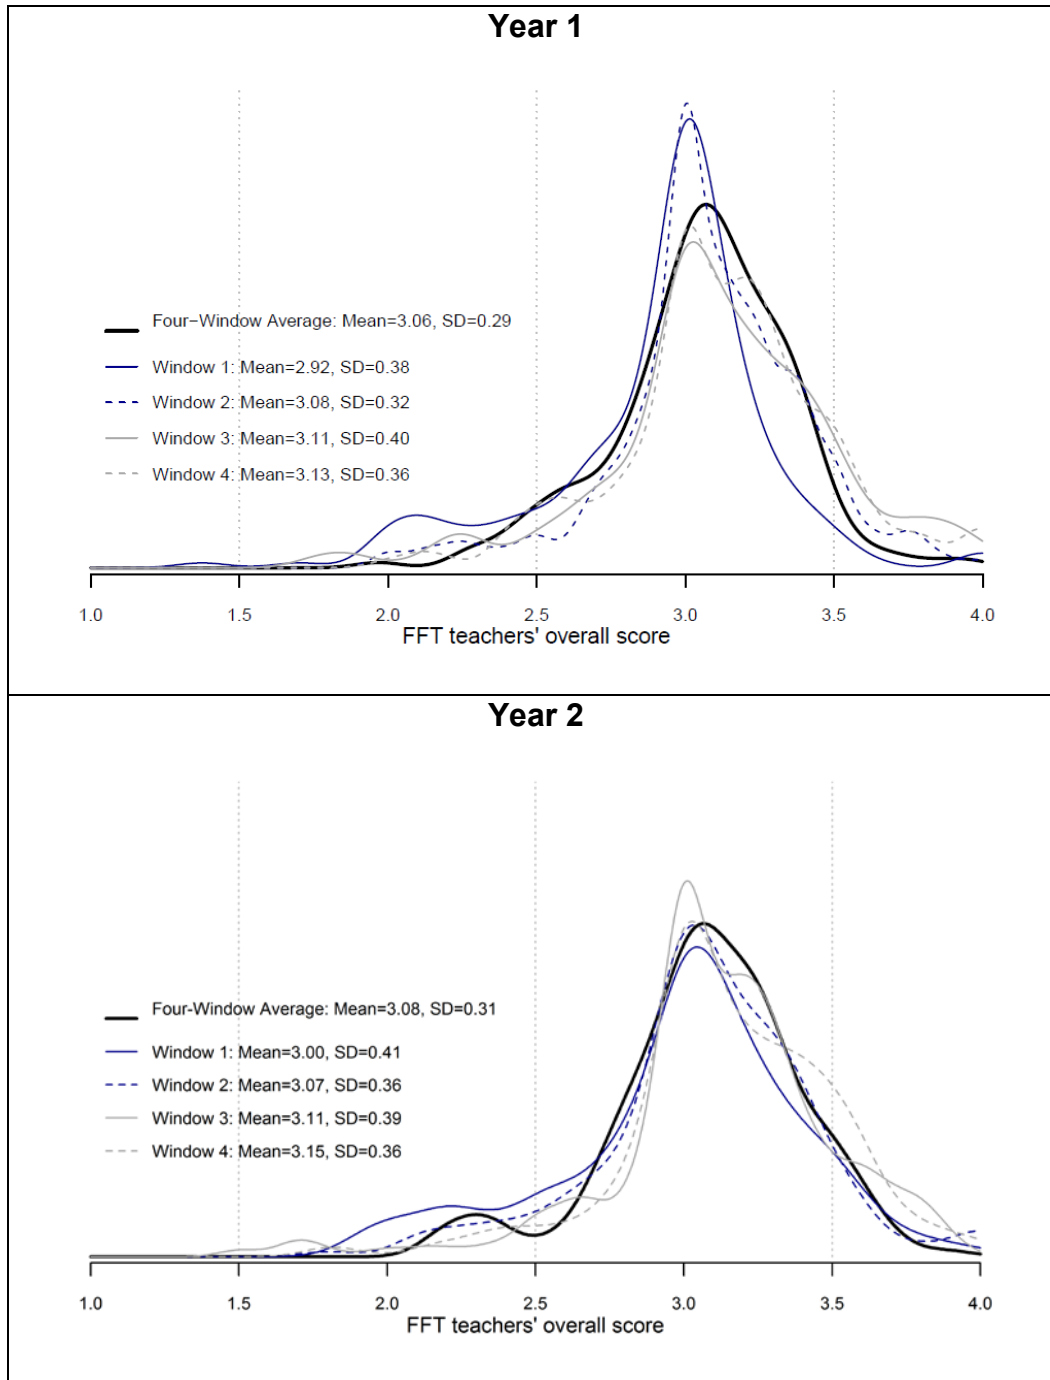 Year 1
Four-Window Average: Mean=3.06, SD=0.29
Window 1: Mean=2.92, SD=0.38
Window 2: Mean=3.08, SD=0.32
Window 3: Mean=3.11, SD=0.40
Window 4: Mean=3.13, SD=0.36
1.0 1.5 2.0 2.5 3.0 3.5 4.0
FFT teachers' overall score
Year 2
Four-Window Average: Mean=3.08, SD=0.31
Window 1: Mean=3.00, SD=0.41
Window 2: Mean=3.07, SD=0.36
Window 3: Mean=3.11, SD=0.39
Window 4: Mean=3.15, SD=0.36
1.0 1.5 2.0 2.5 3.0 3.5 4.0
FFT teachers' overall score